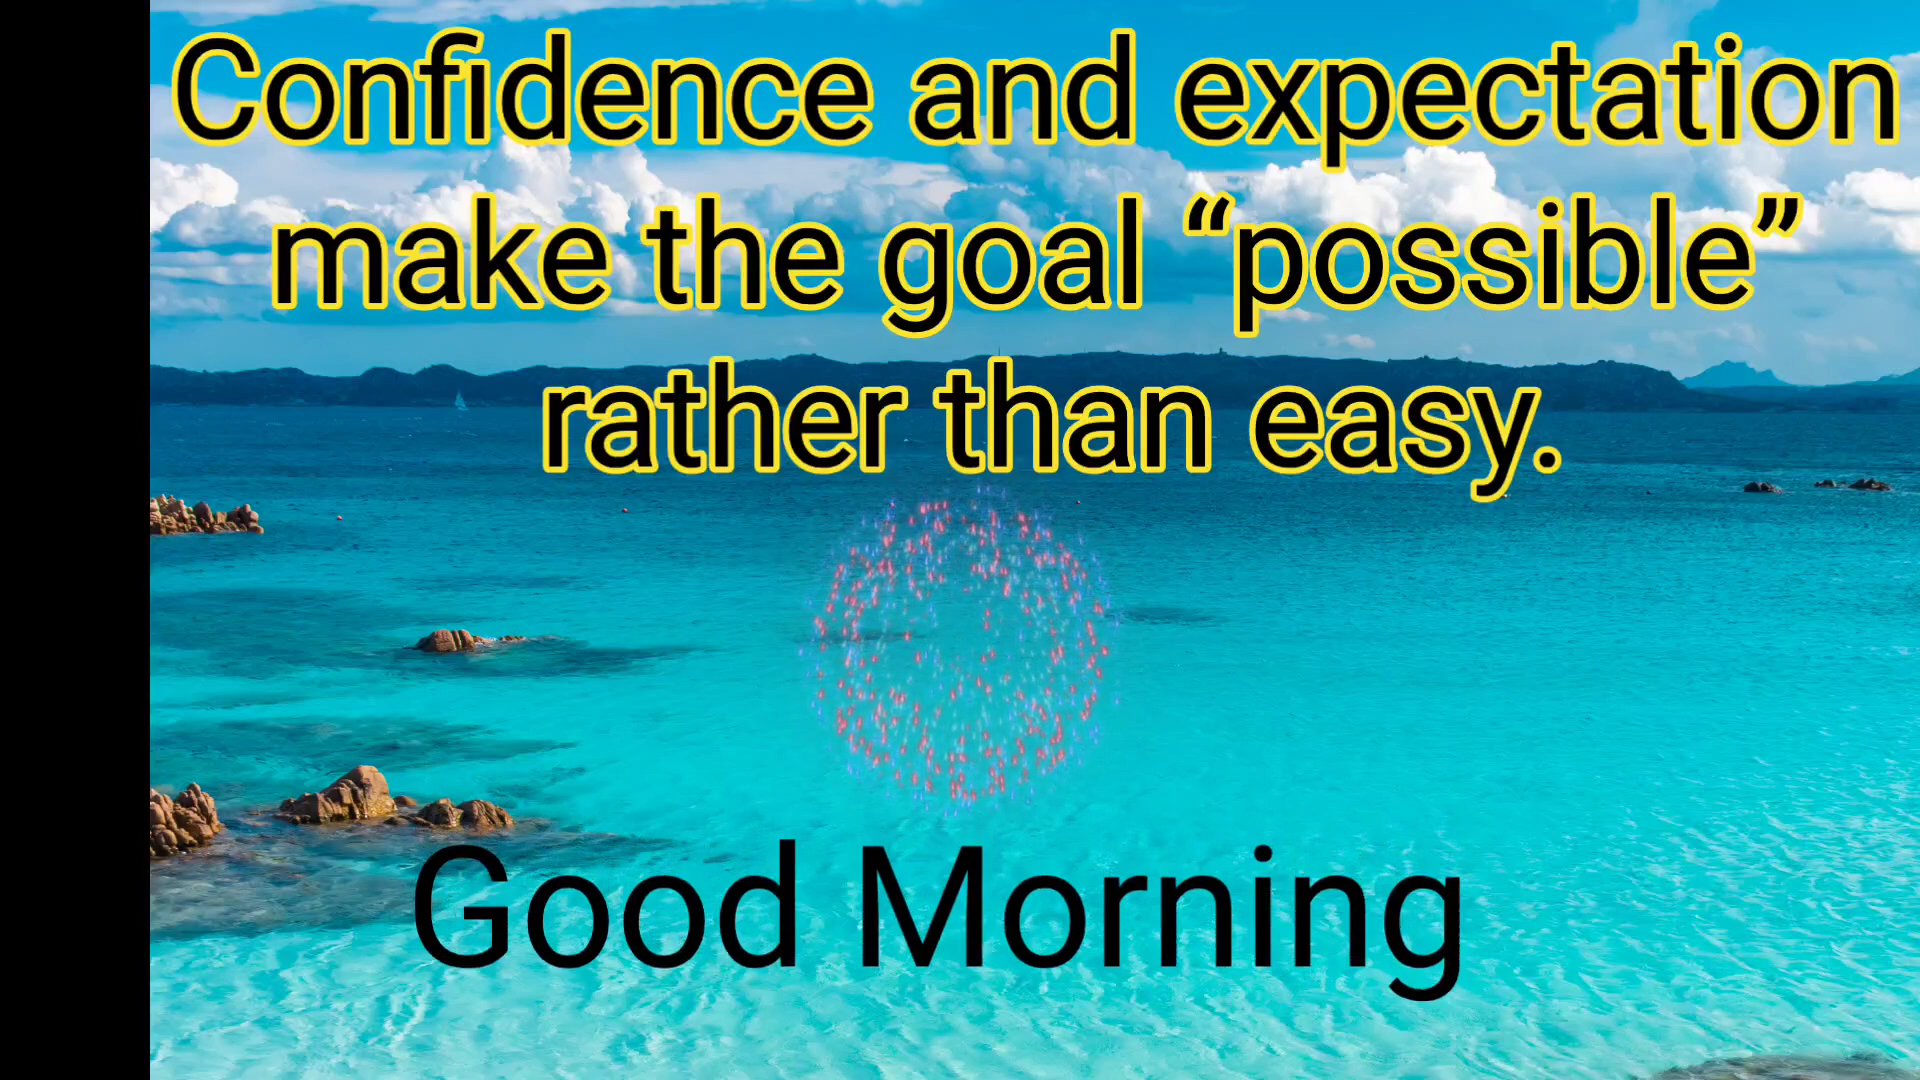 Confidence and expectation
make the goal “possible”
rather than easy.
Good Morning